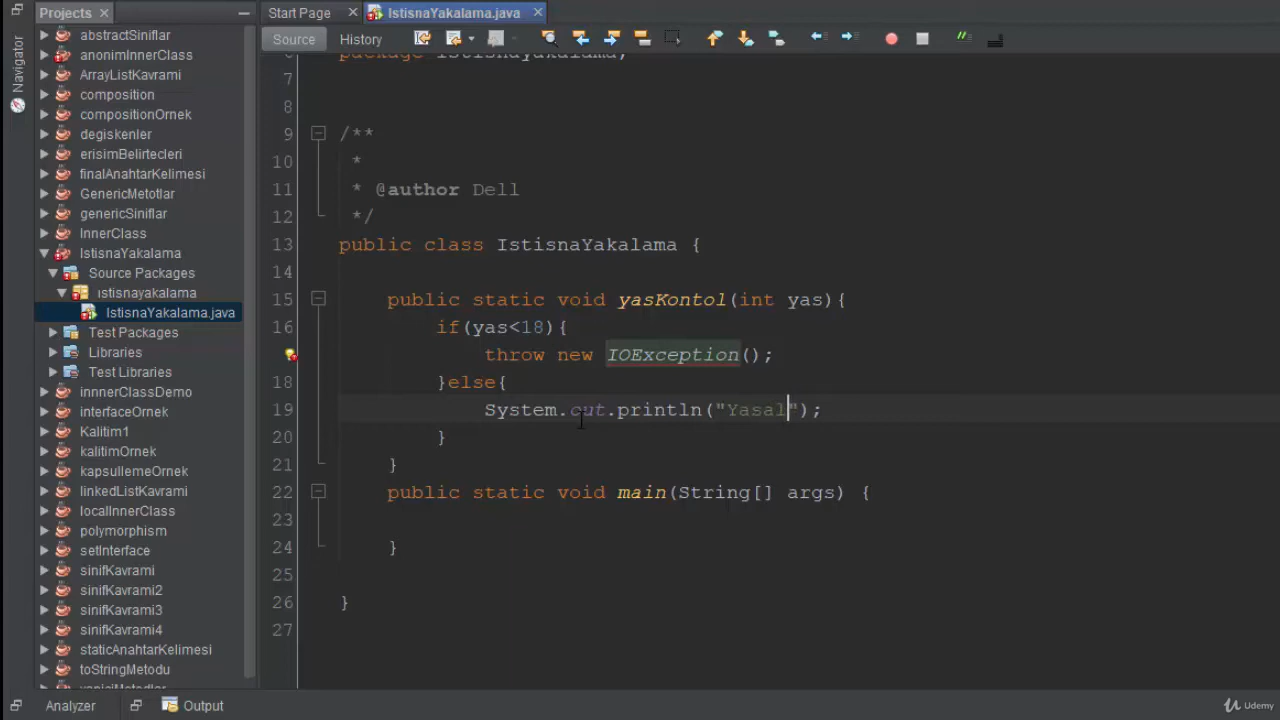 Projects
Start Page
IstisnaYakalama.java
Source
History
Navigator
abstractSiniflar
anonimInnerClass
ArrayListKavrami
composition
compositionOrnek
degiskenler
erisimBelirtecleri
finalAnahtarKelimesi
GenericMetotlar
genericSiniflar
InnerClass
IstisnaYakalama
Source Packages
istisnayakalama
IstisnaYakalama.java
Test Packages
Libraries
Test Libraries
innnerClassDemo
interfaceOrnek
Kalitim1
kalitimOrnek
kapsullemeOrnek
linkedListKavrami
localInnerClass
polymorphism
setInterface
sinifKavrami
sinifKavrami2
sinifKavrami3
sinifKavrami4
staticAnahtarKelimesi
toStringMetodu
6 package istisnayakalama;
7
8
9 /**
10 *
11 * @author Dell
12 */
13 public class IstisnaYakalama {
14
15 public static void yasKontol(int yas){
16 if(yas<18){
throw new IOException();
18 }else{
19 System.out.println("Yasal");
20 }
21 }
22 public static void main(String[] args) {
23
24 }
25
26 }
27
Analyzer
Output
Udemy